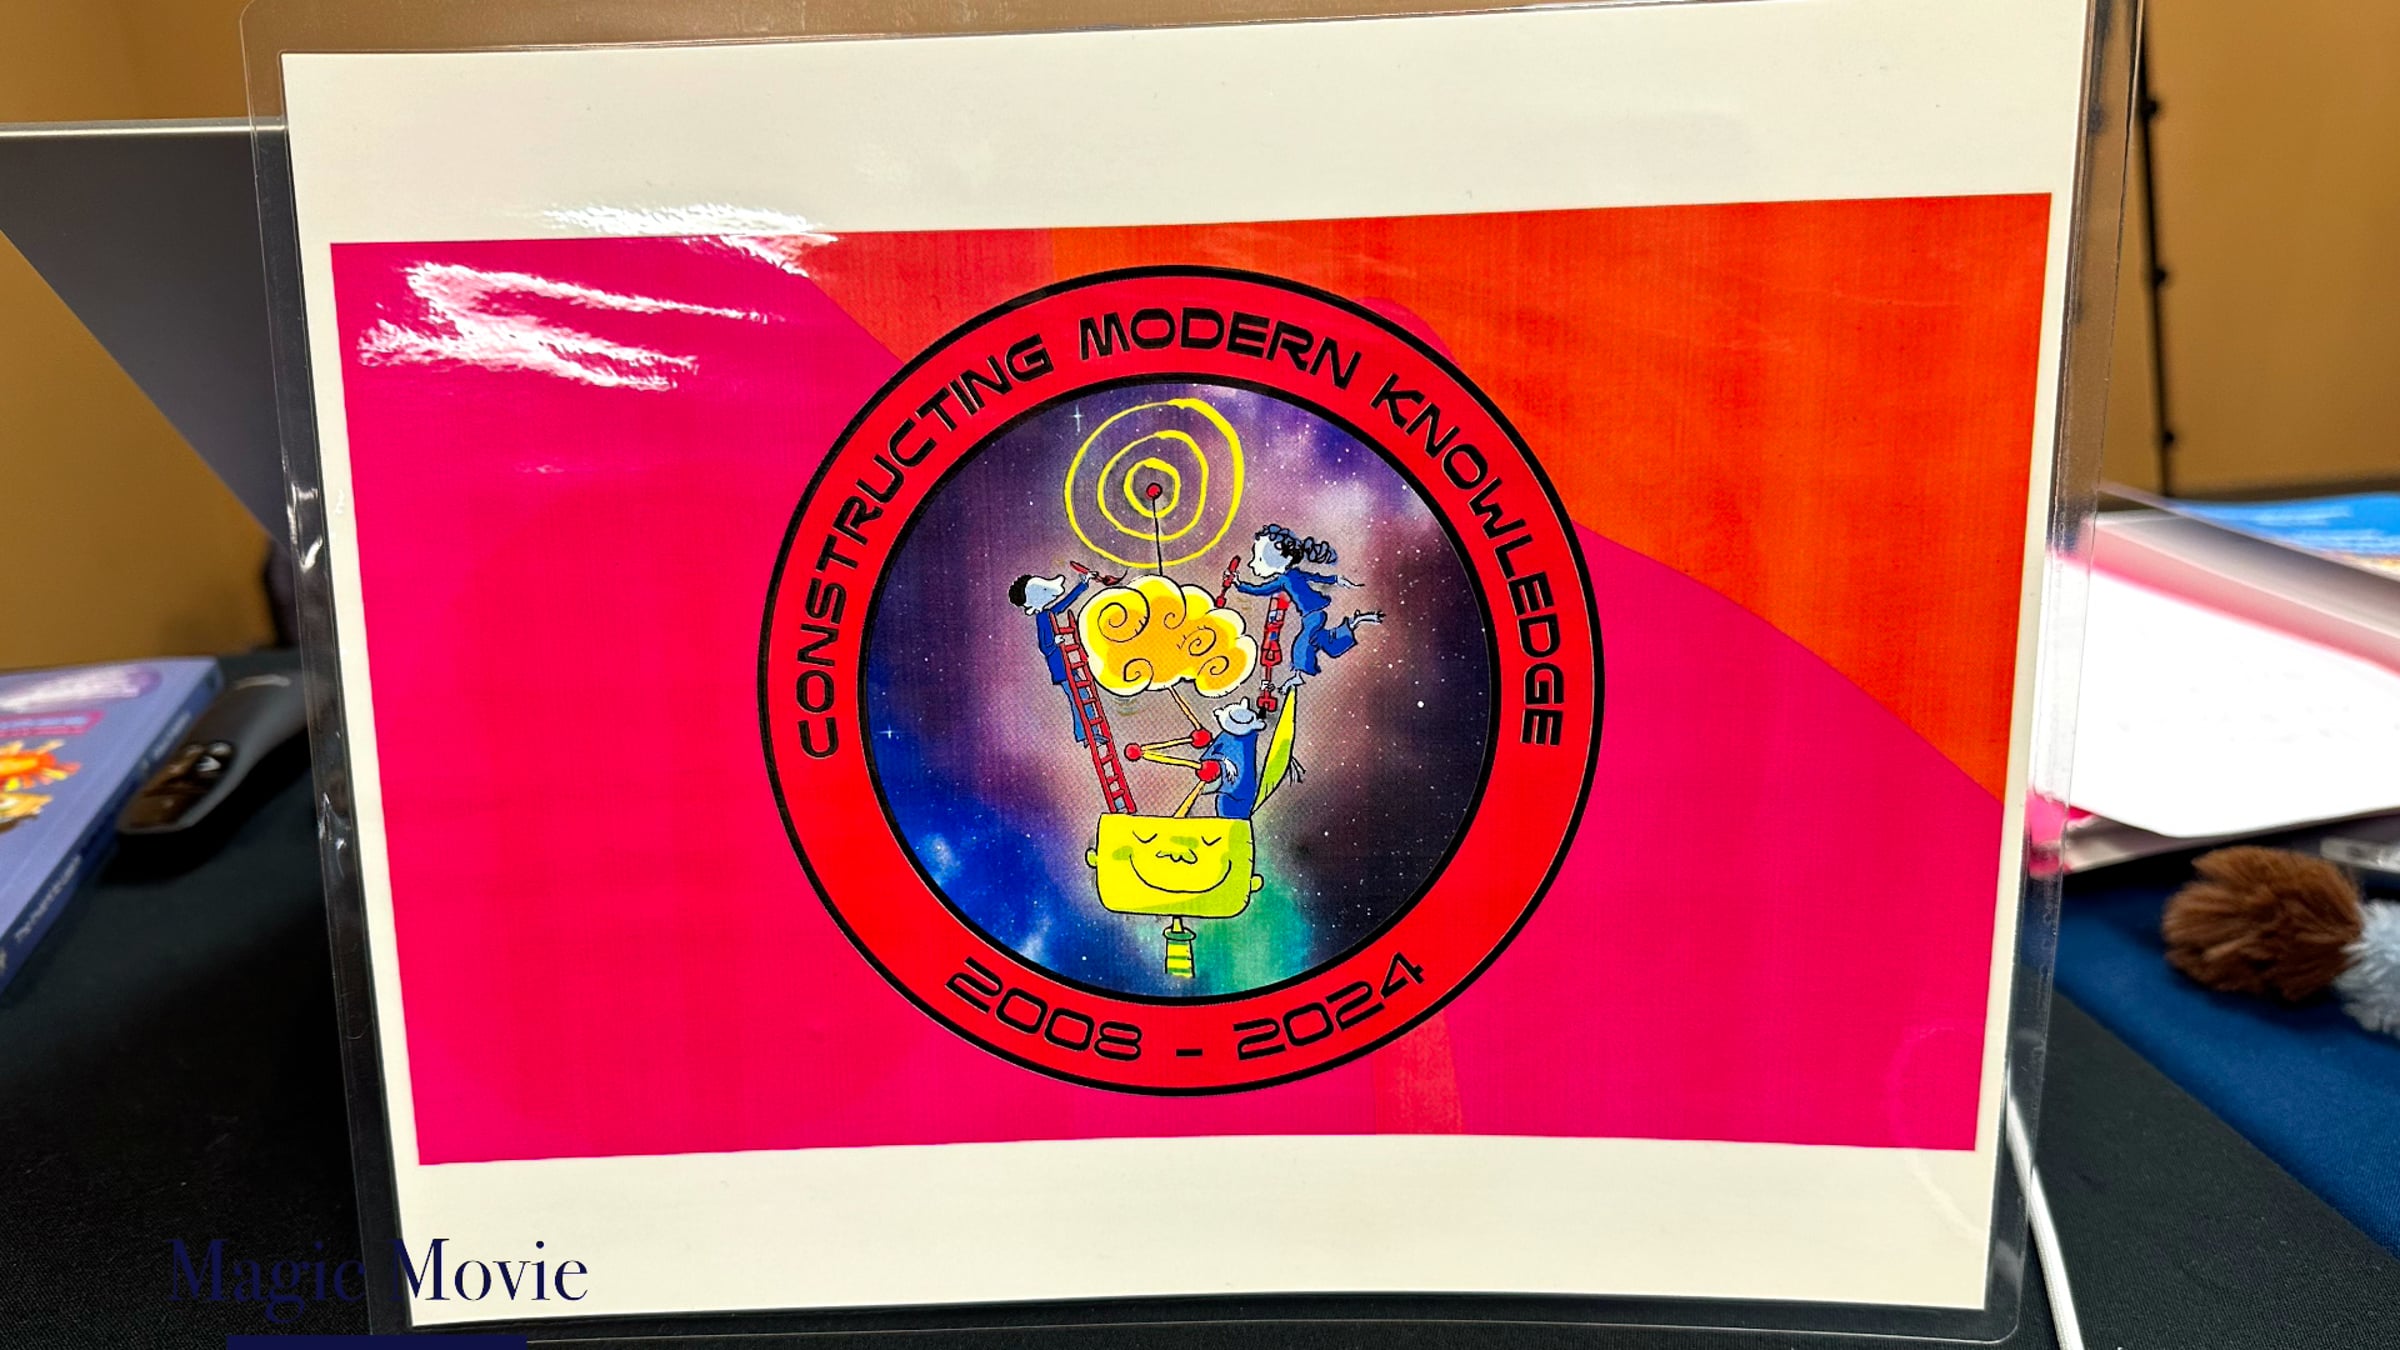 CONSTRUCTING MODERN KNOWLEDGE
2008 - 2024
Magic Movie